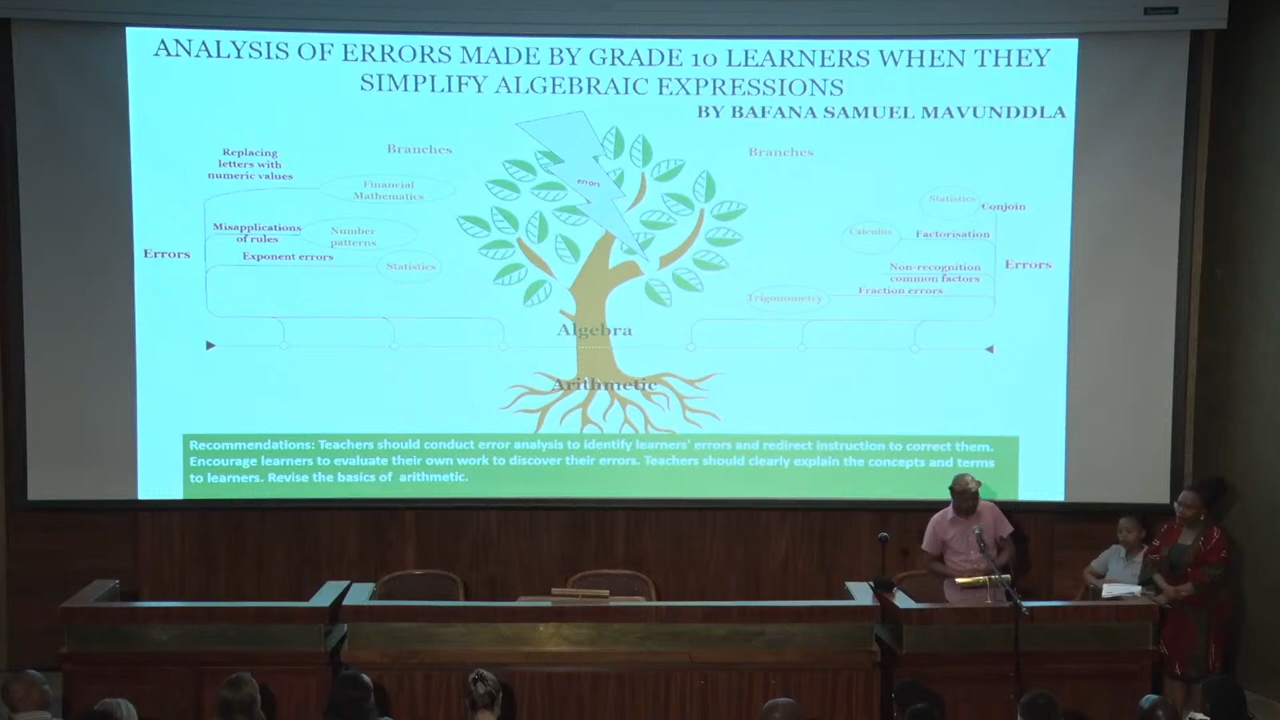 ANALYSIS OF ERRORS MADE BY GRADE 10 LEARNERS WHEN THEY
SIMPLIFY ALGEBRAIC EXPRESSIONS
BY BAFANA SAMUEL MAVUNDDLA
Branches
Replacing
letters with
numeric values
Financial
Mathematics
Misapplications
of rules
Number
patterns
Errors
Exponent errors
Statistics
errors
Branches
Statistics
Conjoin
Calculus
Factorisation
Non-recognition
common factors
Errors
Fraction errors
Trigonometry
Algebra
Arithmetic
Recommendations: Teachers should conduct error analysis to identify learners' errors and redirect instruction to correct them.
Encourage learners to evaluate their own work to discover their errors. Teachers should clearly explain the concepts and terms
to learners. Revise the basics of arithmetic.